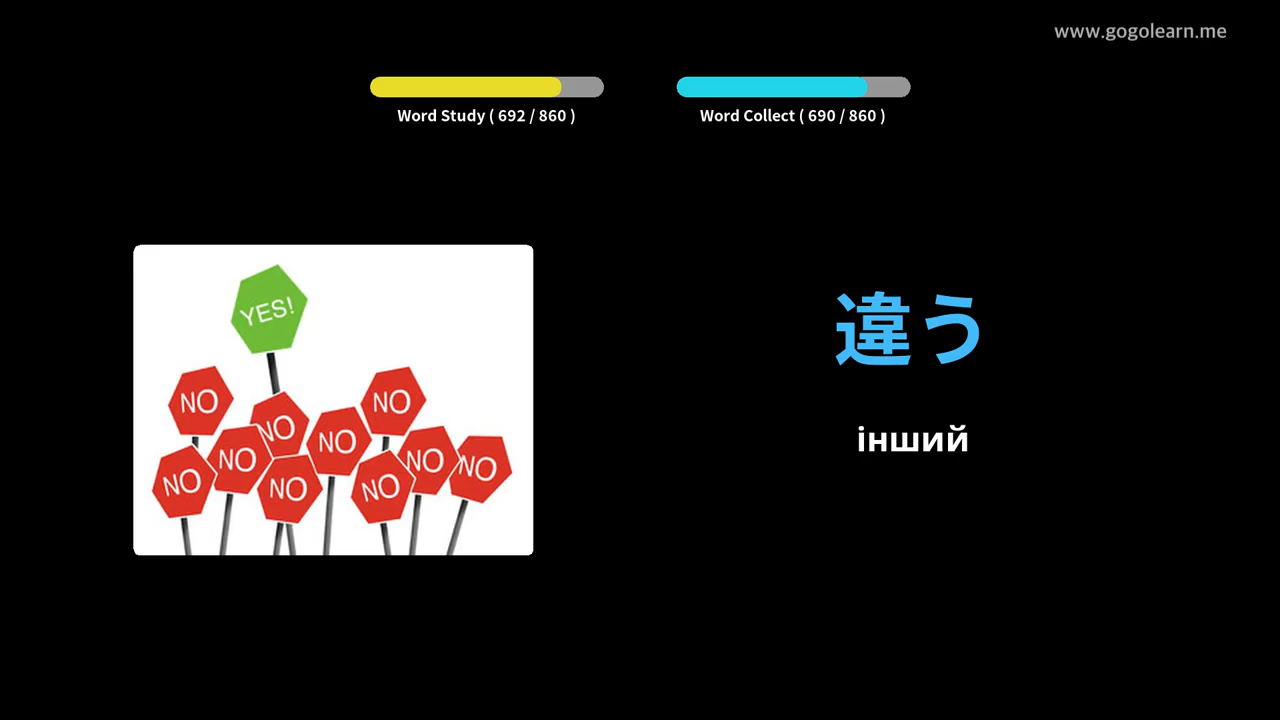 www.gogolearn.me
Word Study ( 692 / 860 )
Word Collect ( 690 / 860 )
YES!
NO
NO
NO
NO
NO
NO
NO
NO
NO
NO
違う
інший